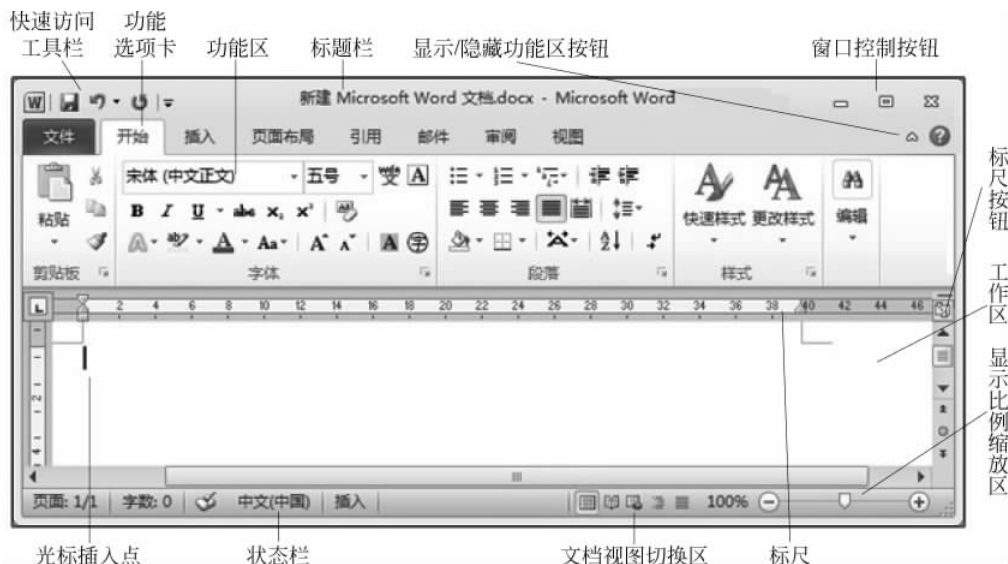 快速访问
工具栏
功能
选项卡
功能区
标题栏
显示/隐藏功能区按钮
窗口控制按钮
新建 Microsoft Word 文档.docx - Microsoft Word
文件 开始 插入 页面布局 引用 邮件 审阅 视图
宋体 (中文正文) 五号 wén 变 A
粘贴 B I U abe x₂ x² 快速样式 更改样式 编辑
A ab A Aa A A A 字
剪贴板 字体 段落 样式
L 2 4 6 8 10 12 14 16 18 20 22 24 26 28 30 32 34 36 38 40 42 44 46
标尺按钮
工作区
显示比例缩放区
页面: 1/1 字数: 0 中文(中国) 插入 100%
光标插入点 状态栏 文档视图切换区 标尺